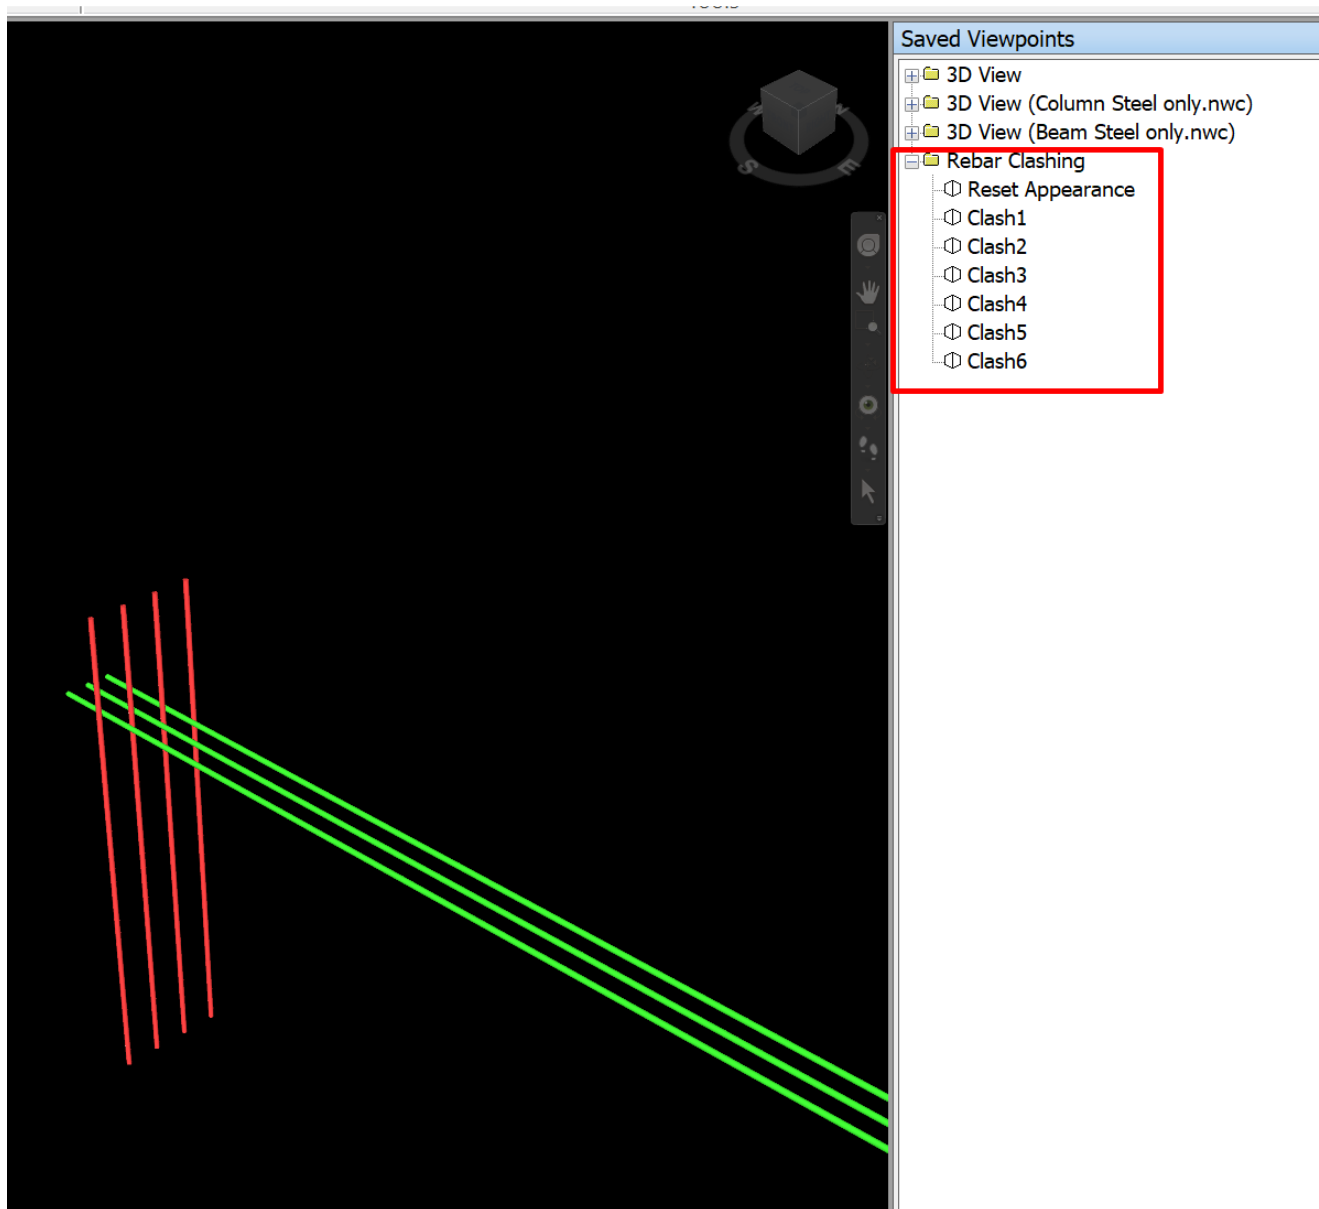 Saved Viewpoints
3D View
3D View (Column Steel only.nwc)
3D View (Beam Steel only.nwc)
Rebar Clashing
Reset Appearance
Clash1
Clash2
Clash3
Clash4
Clash5
Clash6
W N
S E